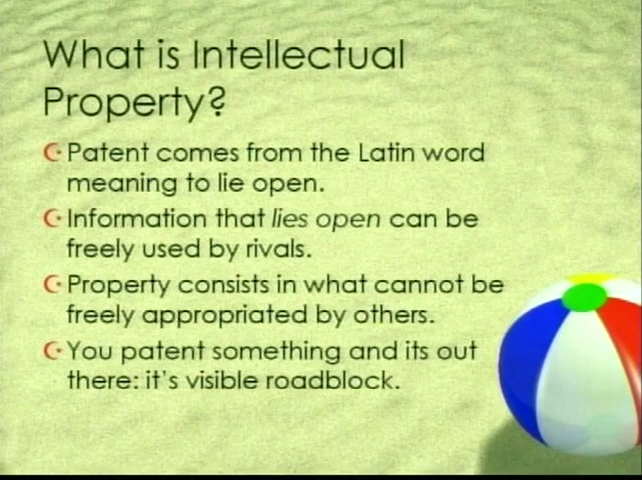 What is Intellectual
Property?
Patent comes from the Latin word
meaning to lie open.
Information that lies open can be
freely used by rivals.
Property consists in what cannot be
freely appropriated by others.
You patent something and its out
there: it's visible roadblock.